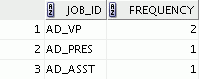 JOB_ID FREQUENCY
1 AD_VP 2
2 AD_PRES 1
3 AD_ASST 1